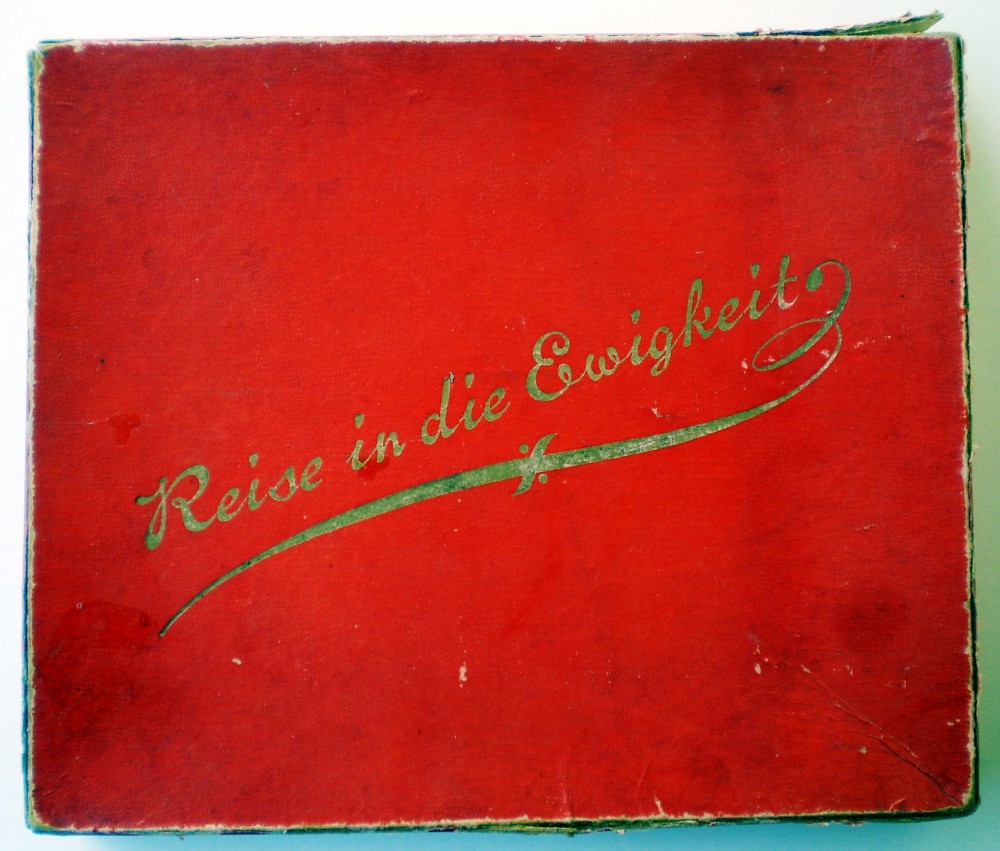 Reise in die Ewigkeit.